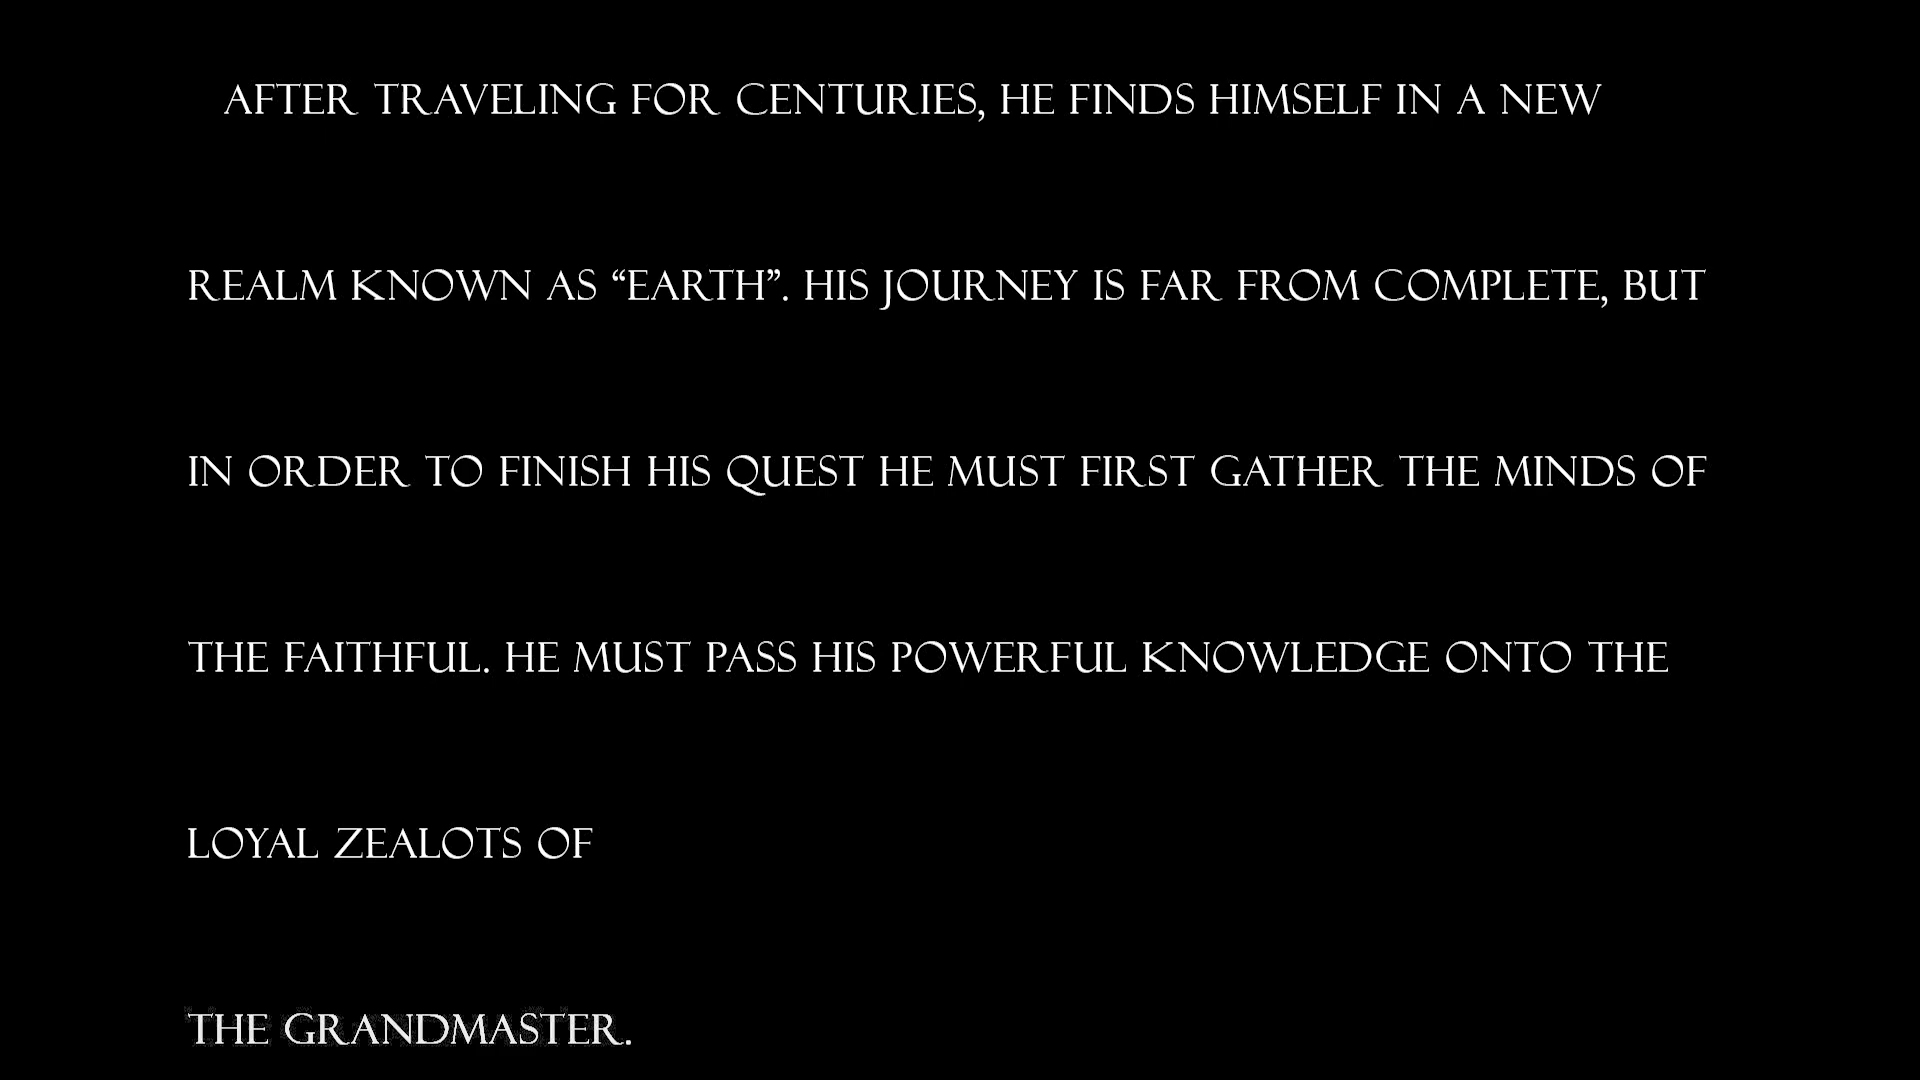 AFTER TRAVELING FOR CENTURIES, HE FINDS HIMSELF IN A NEW
REALM KNOWN AS “EARTH”. HIS JOURNEY IS FAR FROM COMPLETE, BUT
IN ORDER TO FINISH HIS QUEST HE MUST FIRST GATHER THE MINDS OF
THE FAITHFUL. HE MUST PASS HIS POWERFUL KNOWLEDGE ONTO THE
LOYAL ZEALOTS OF
THE GRANDMASTER.